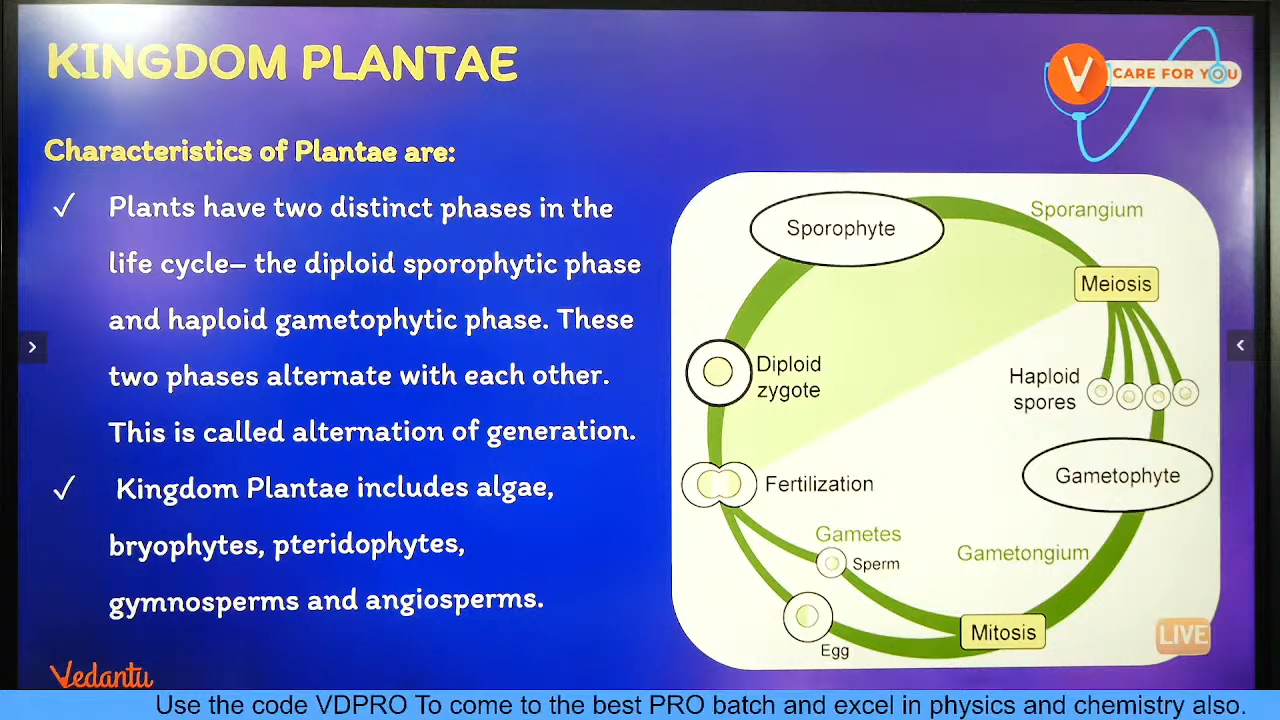 KINGDOM PLANTAE
V CARE FOR YOU
Characteristics of Plantae are:
✓ Plants have two distinct phases in the
life cycle– the diploid sporophytic phase
and haploid gametophytic phase. These
two phases alternate with each other.
This is called alternation of generation.
✓ Kingdom Plantae includes algae,
bryophytes, pteridophytes,
gymnosperms and angiosperms.
Sporophyte
Sporangium
Meiosis
Diploid
zygote
Haploid
spores
Gametophyte
Fertilization
Gametes
Sperm
Gametongium
Egg
Mitosis
LIVE
Vedantu
Use the code VDPRO To come to the best PRO batch and excel in physics and chemistry also.